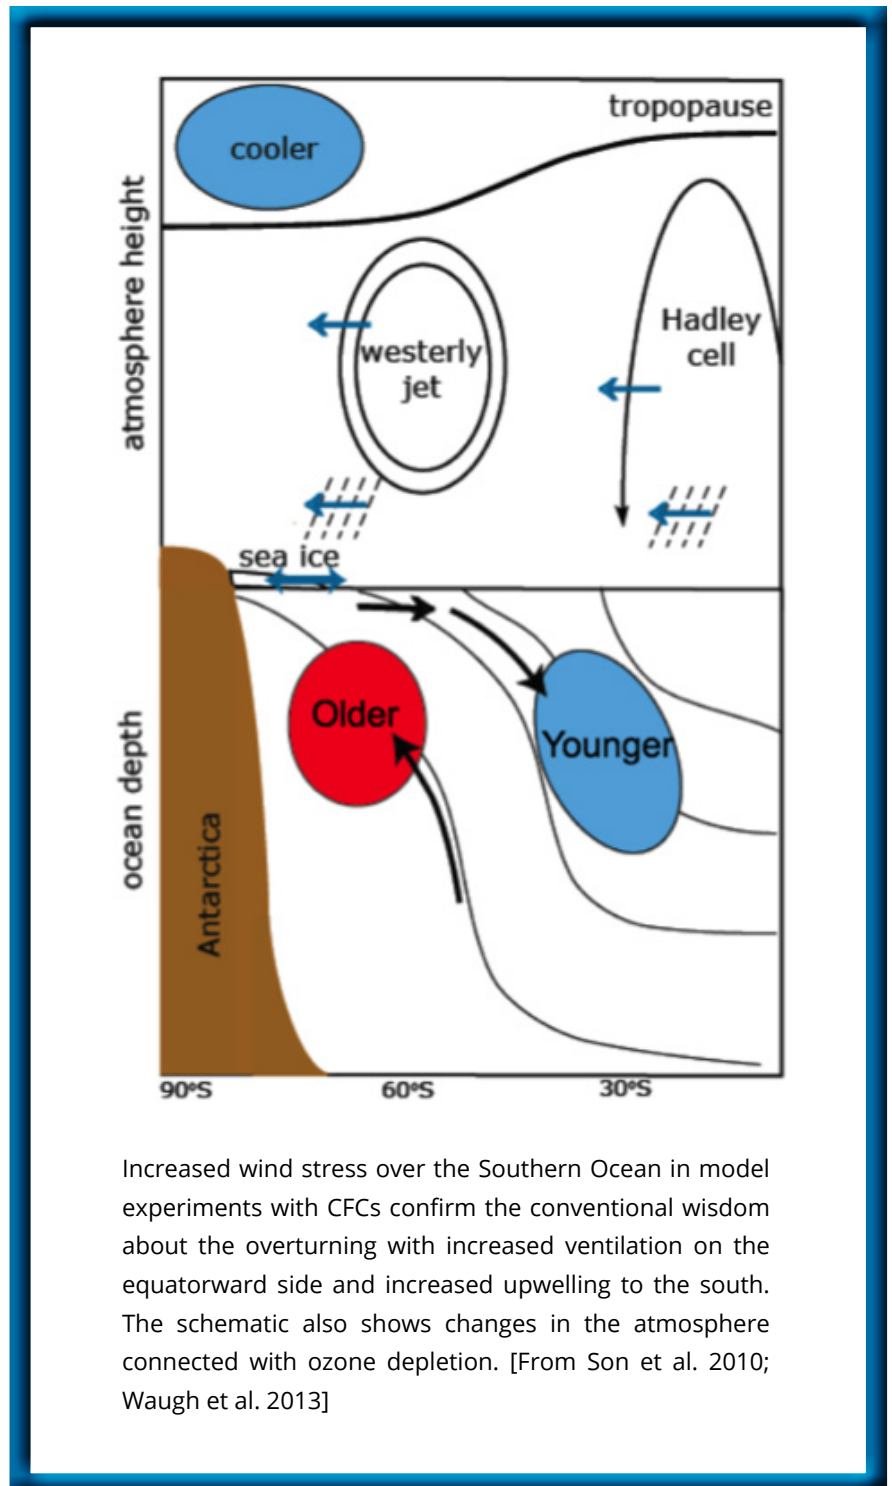 tropopause
cooler
atmosphere height
Hadley
cell
westerly
jet
sea ice
Older
Younger
ocean depth
Antarctica
90°S
60°S
30°S
Increased wind stress over the Southern Ocean in model
experiments with CFCs confirm the conventional wisdom
about the overturning with increased ventilation on the
equatorward side and increased upwelling to the south.
The schematic also shows changes in the atmosphere
connected with ozone depletion. [From Son et al. 2010;
Waugh et al. 2013]